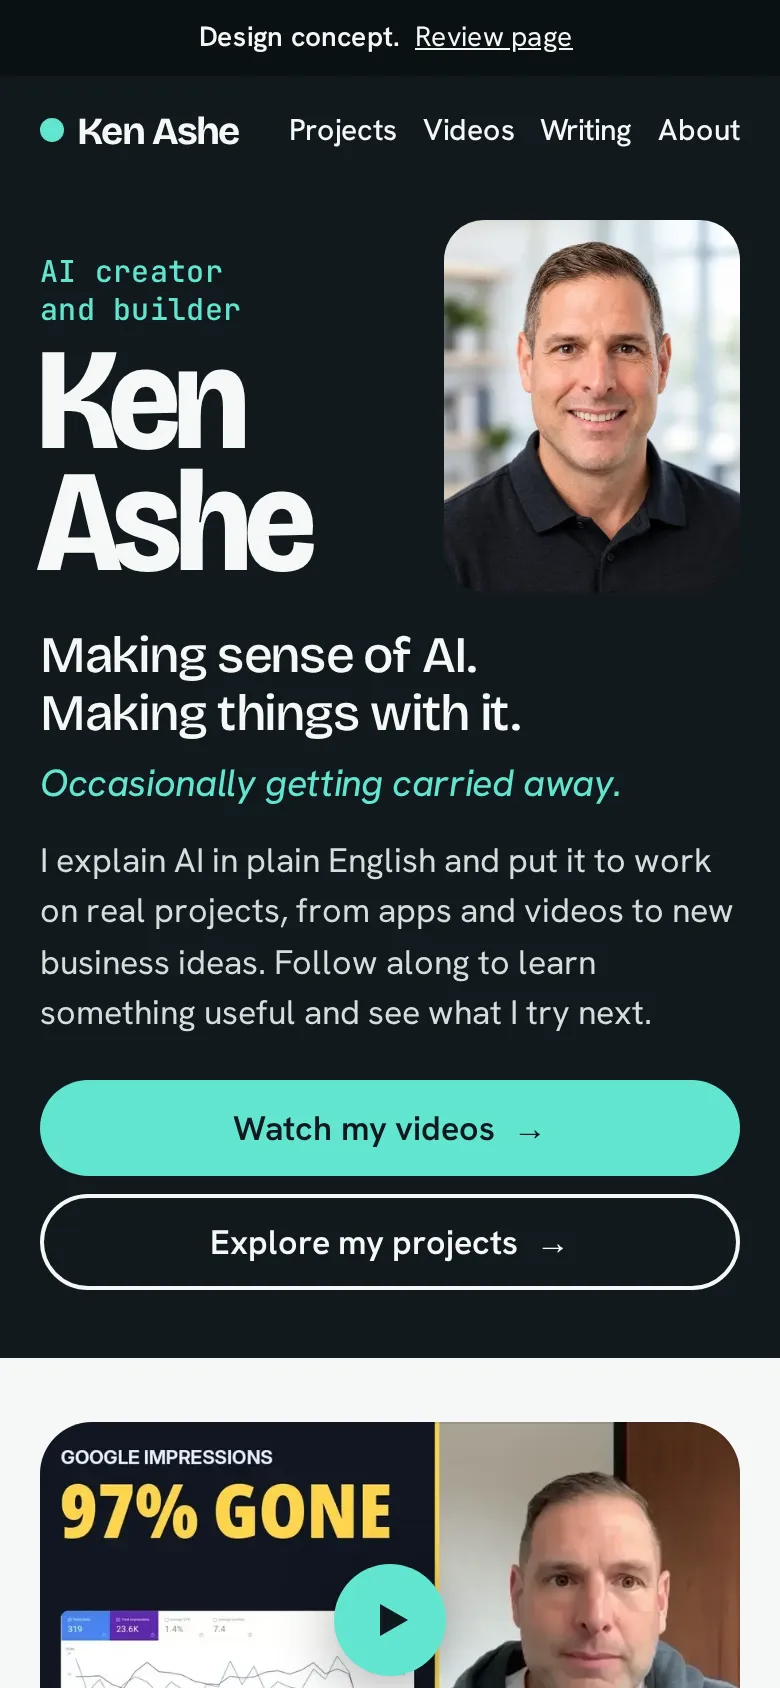 Design concept. Review page
Ken Ashe Projects Videos Writing About
AI creator
and builder
Ken
Ashe
Making sense of AI.
Making things with it.
Occasionally getting carried away.
I explain AI in plain English and put it to work
on real projects, from apps and videos to new
business ideas. Follow along to learn
something useful and see what I try next.
Watch my videos →
Explore my projects →
GOOGLE IMPRESSIONS
97% GONE
319 23.6K 1.4% 7.4